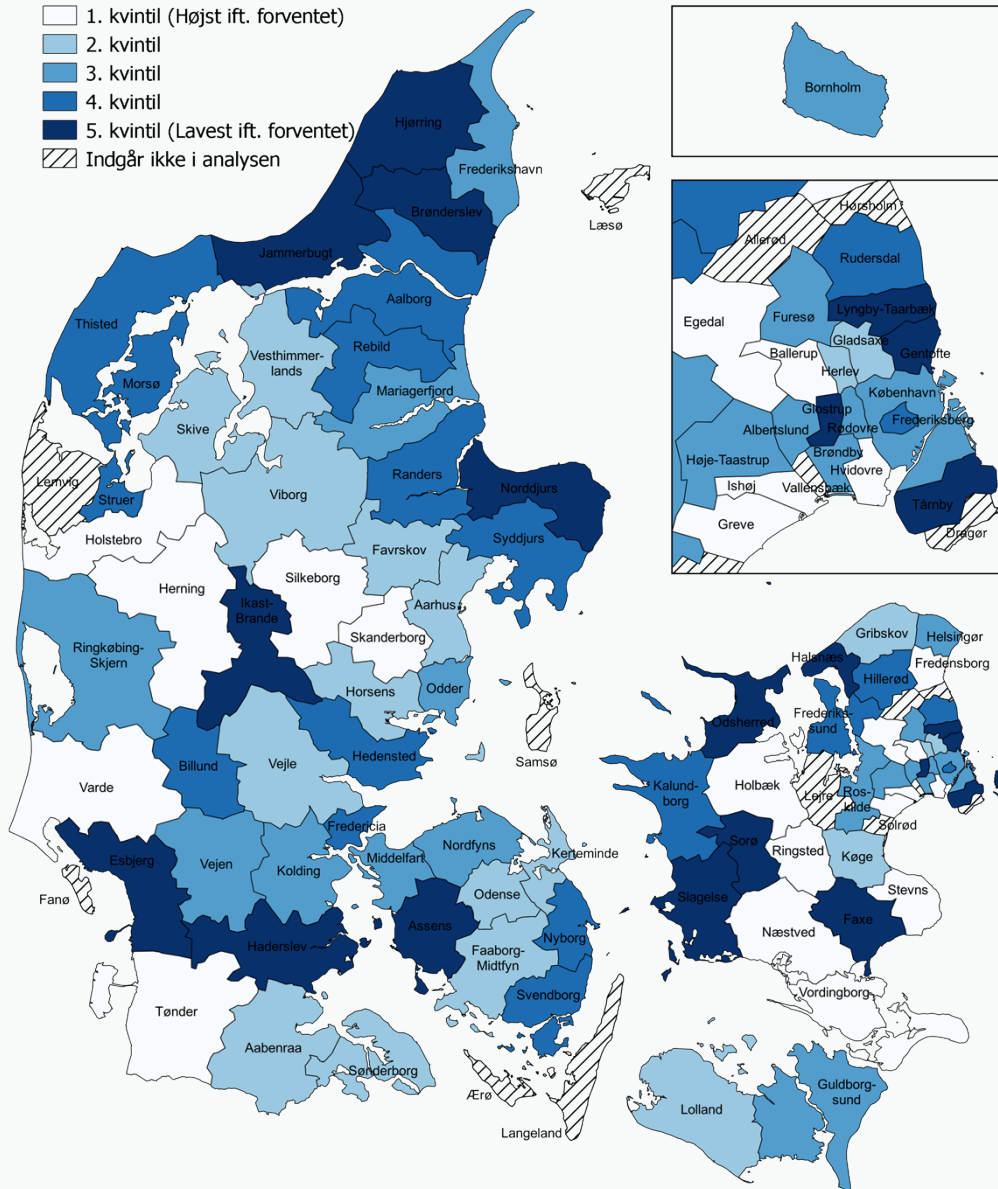 1. kvintil (Højst ift. forventet)
2. kvintil
3. kvintil
4. kvintil
5. kvintil (Lavest ift. forventet)
Indgår ikke i analysen
Hjørring
Frederikshavn
Læsø
Brønderslev
Jammerbugt
Aalborg
Thisted
Vesthimmer-
lands
Rebild
Morsø
Mariagerfjord
Skive
Randers
Lemvig
Struer
Viborg
Norddjurs
Holstebro
Syddjurs
Favrskov
Silkeborg
Herning
Ikast-
Brande
Aarhus
Skanderborg
Ringkøbing-
Skjern
Horsens
Odder
Hedensted
Samsø
Billund
Vejle
Varde
Fredericia
Esbjerg
Vejen
Kolding
Middelfart
Nordfyns
Kerteminde
Fanø
Odense
Assens
Haderslev
Faaborg-
Midtfyn
Nyborg
Svendborg
Tønder
Aabenraa
Sønderborg
Ærø
Langeland
Bornholm
Hørsholm
Allerød
Rudersdal
Egedal
Furesø
Lyngby-Taarbæk
Gladsaxe
Ballerup
Gentofte
Herlev
København
Glostrup
Frederiksberg
Albertslund
Rødovre
Høje-Taastrup
Brøndby
Hvidovre
Ishøj
Vallensbæk
Tårnby
Greve
Dragør
Gribskov
Helsingør
Halsnæs
Fredensborg
Hillerød
Odsherred
Frederiks-
sund
Kalund-
borg
Holbæk
Lejre
Ros-
kilde
Solrød
Sorø
Ringsted
Køge
Slagelse
Stevns
Næstved
Faxe
Vordingborg
Guldborg-
sund
Lolland